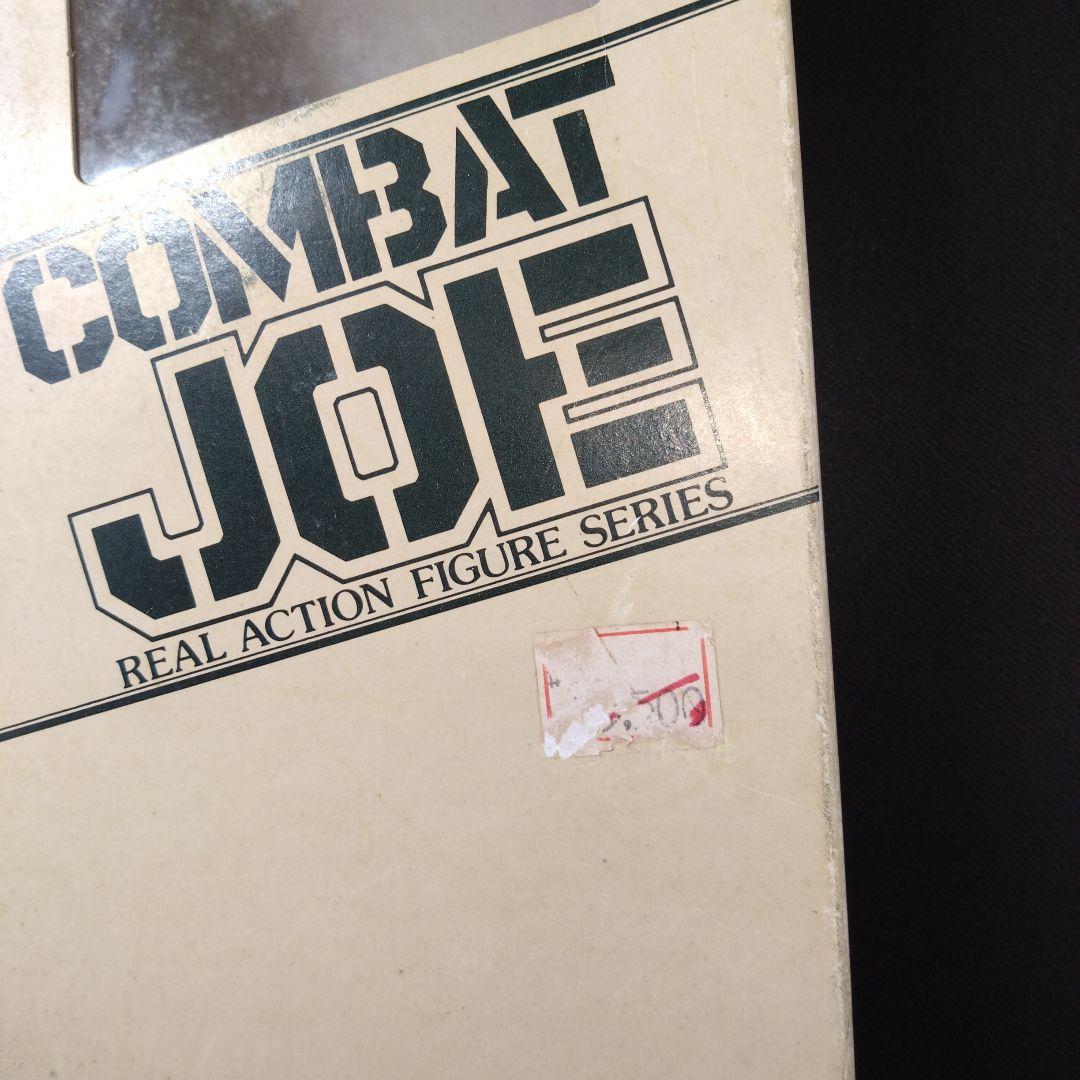 COMBAT
JOE
REAL ACTION FIGURE SERIES